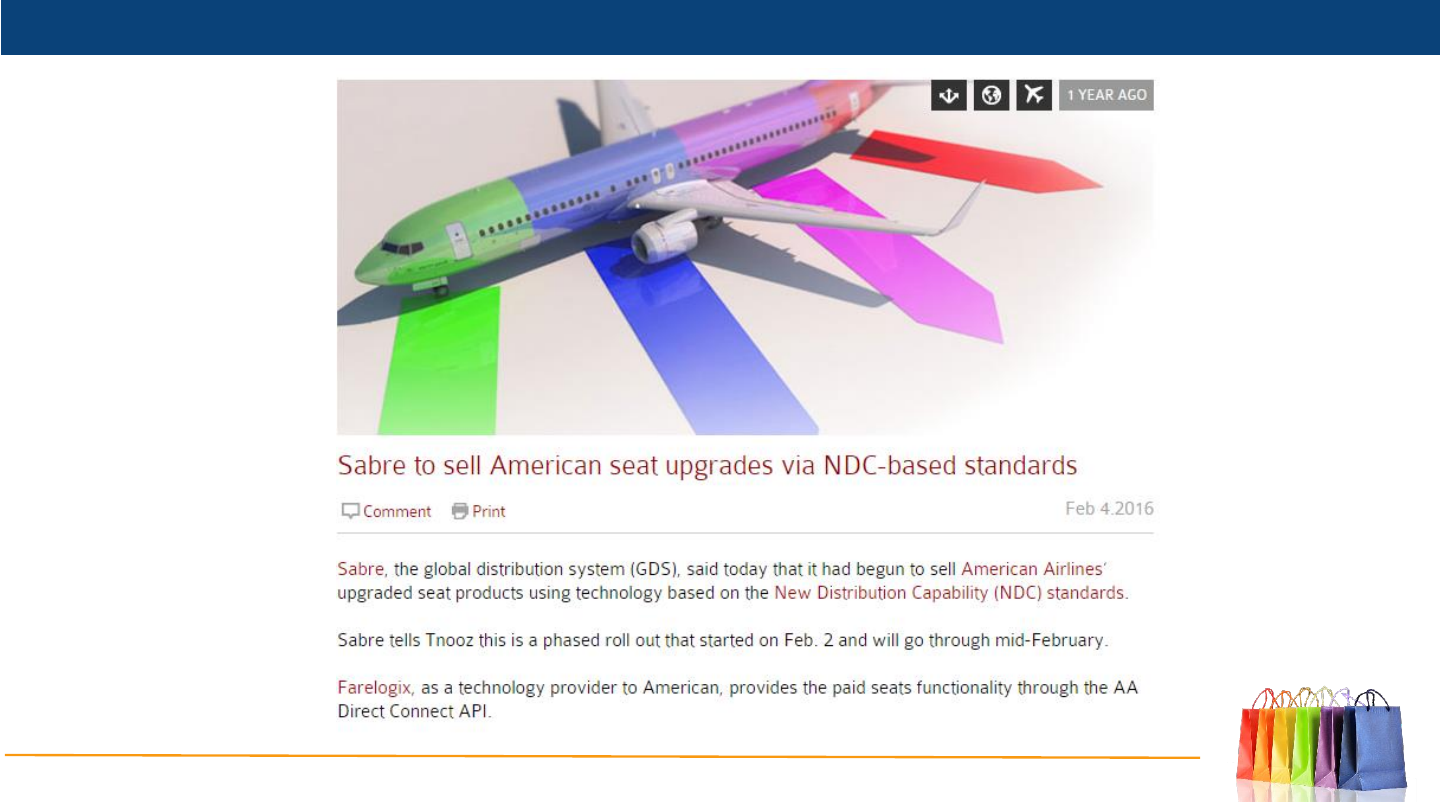 1 YEAR AGO
Sabre to sell American seat upgrades via NDC-based standards
Comment Print Feb 4.2016
Sabre, the global distribution system (GDS), said today that it had begun to sell American Airlines'
upgraded seat products using technology based on the New Distribution Capability (NDC) standards.
Sabre tells Tnooz this is a phased roll out that started on Feb. 2 and will go through mid-February.
Farelogix, as a technology provider to American, provides the paid seats functionality through the AA
Direct Connect API.